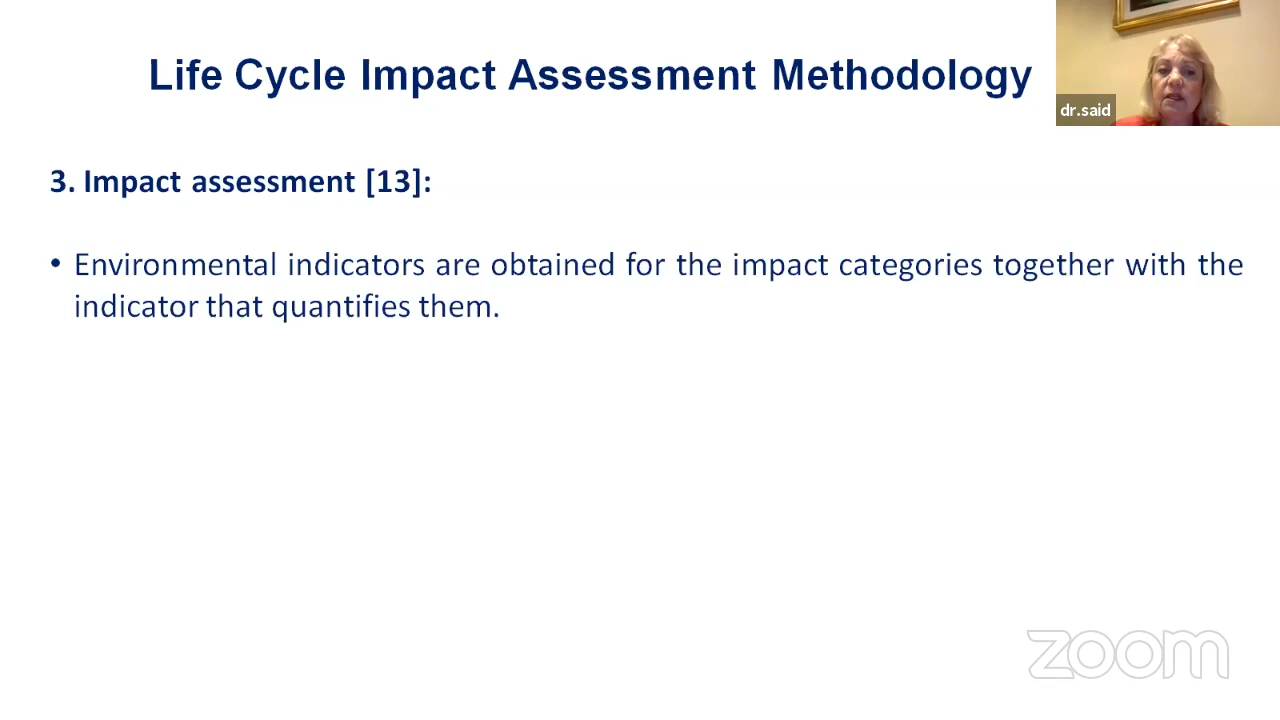 Life Cycle Impact Assessment Methodology
dr.said
3. Impact assessment [13]:
• Environmental indicators are obtained for the impact categories together with the
indicator that quantifies them.
zoom